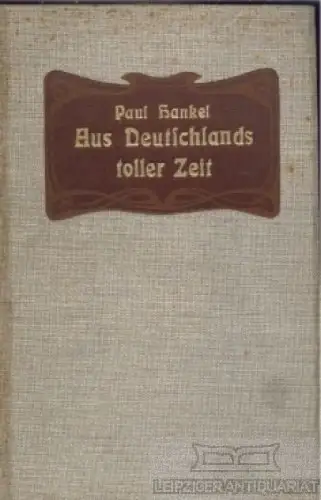 Paul Hankel
Aus Deutschlands
toller Zeit
LEIPZIGER ANTIQUARIAT